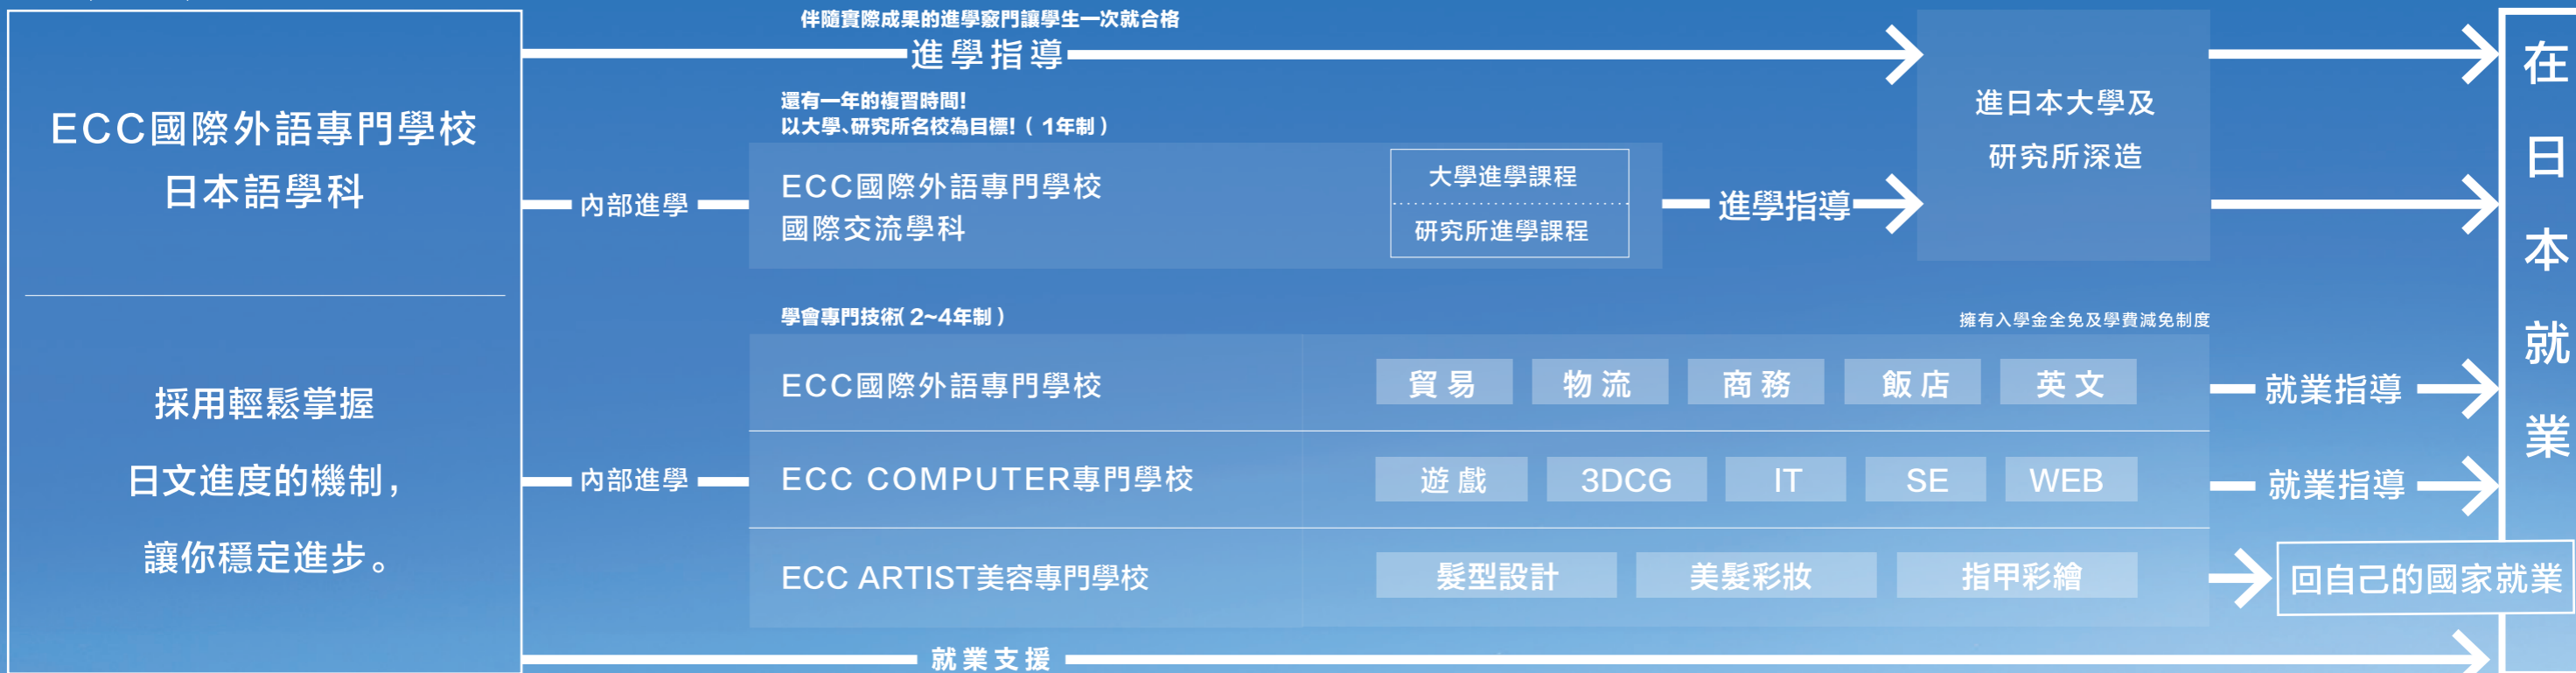 ECC國際外語專門學校
日本語學科
採用輕鬆掌握
日文進度的機制，
讓你穩定進步。
伴隨實際成果的進學竅門讓學生一次就合格
進學指導
還有一年的複習時間！
以大學、研究所名校為目標！（1年制）
內部進學
ECC國際外語專門學校
國際交流學科
大學進學課程
研究所進學課程
進學指導
進日本大學及
研究所深造
學會專門技術（2~4年制）
擁有入學金全免及學費減免制度
內部進學
ECC國際外語專門學校
貿易 物流 商務 飯店 英文
就業指導
ECC COMPUTER專門學校
遊戲 3DCG IT SE WEB
就業指導
ECC ARTIST美容專門學校
髮型設計 美髮彩妝 指甲彩繪
回自己的國家就業
就業支援
在日本就業